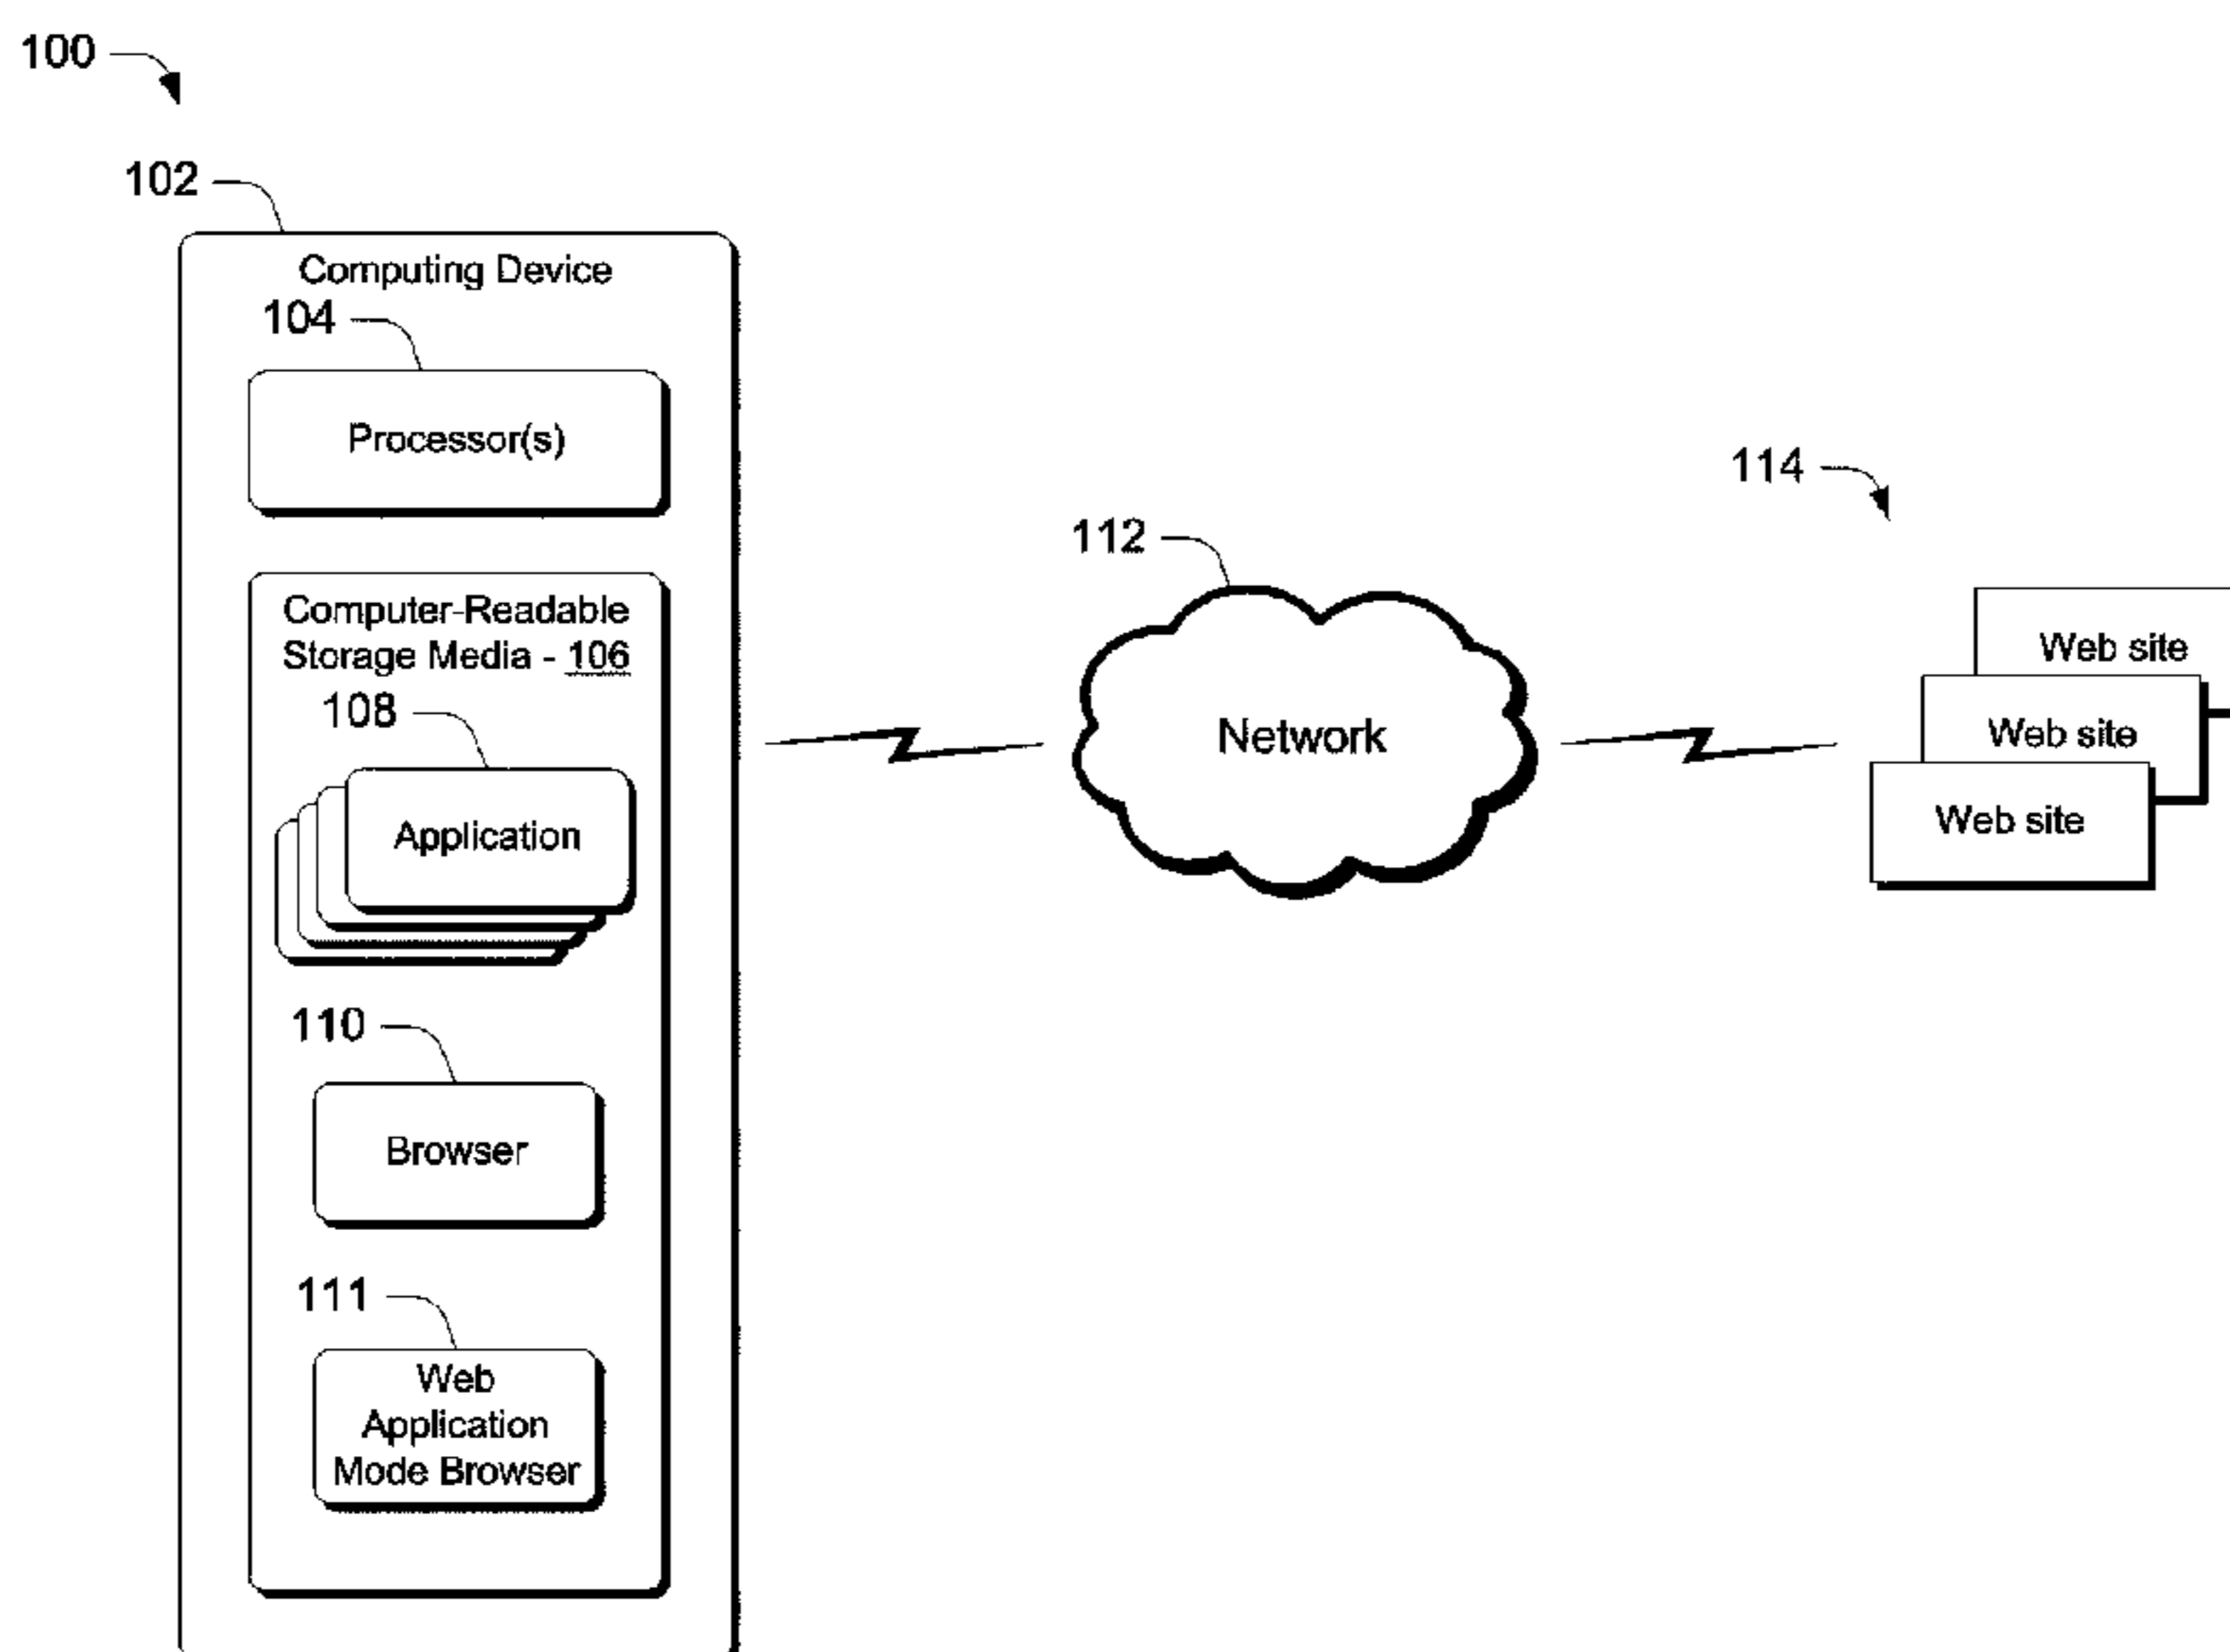 100
102
Computing Device
104
Processor(s)
Computer-Readable
Storage Media - 106
108
Application
110
Browser
111
Web
Application
Mode Browser
112
Network
114
Web site
Web site
Web site